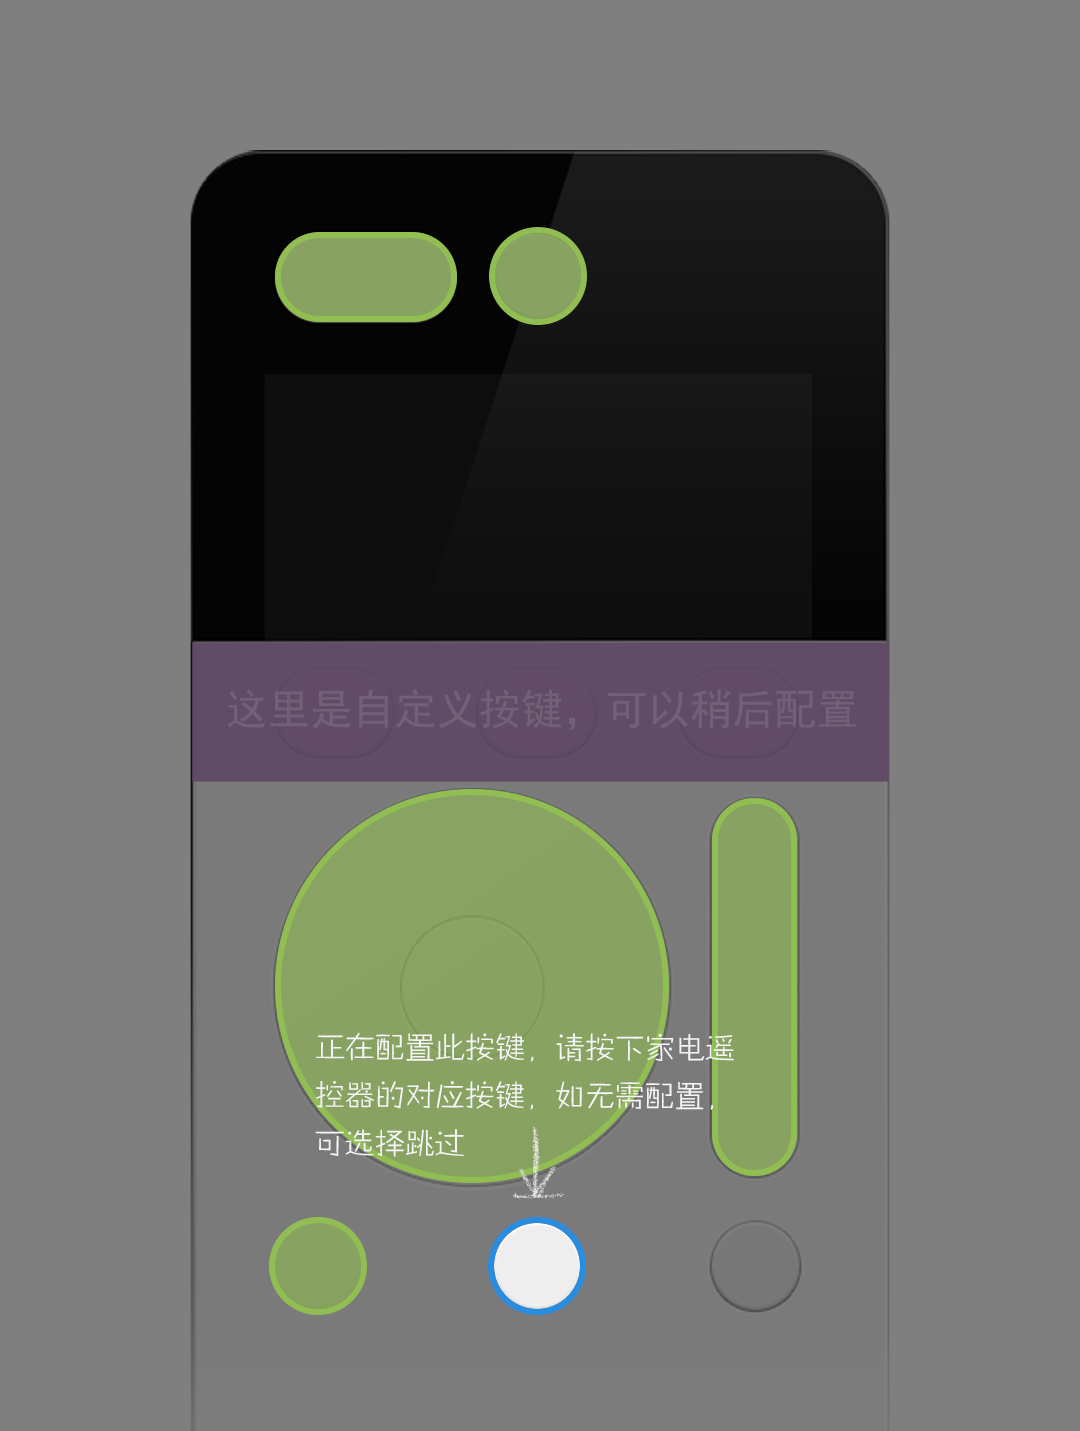 这里是自定义按键，可以稍后配置
正在配置此按键，请按下家电遥
控器的对应按键，如无需配置，
可选择跳过